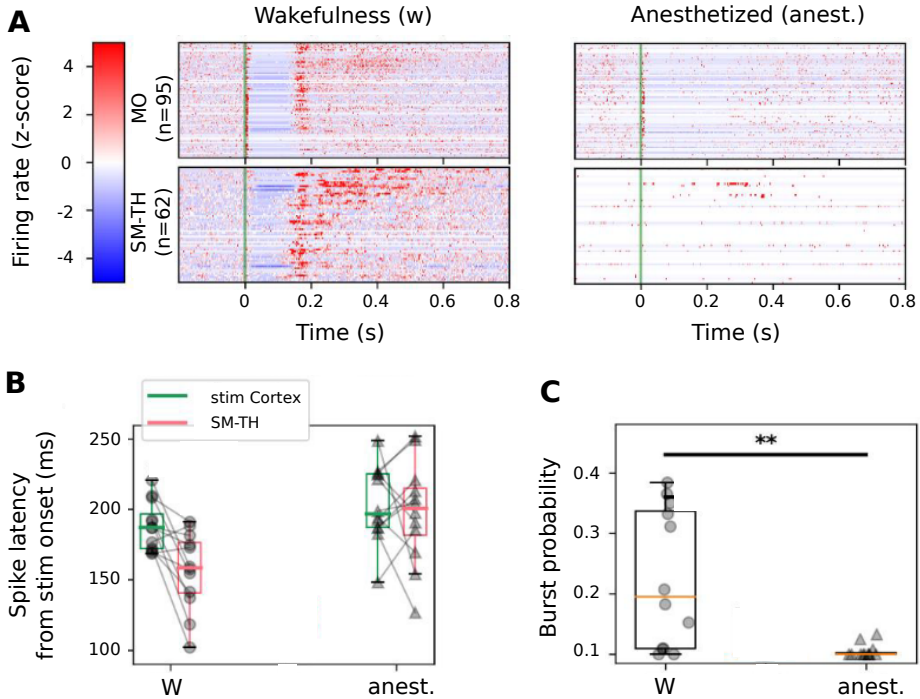 A
Wakefulness (w)
Anesthetized (anest.)
Firing rate (z-score)
4
2
0
-2
-4
MO
(n=95)
SM-TH
(n=62)
0
0.2
0.4
0.6
0.8
0
0.2
0.4
0.6
0.8
Time (s)
Time (s)
B
stim Cortex
SM-TH
Spike latency
from stim onset (ms)
250
200
150
100
W
anest.
C
**
Burst probability
0.4
0.3
0.2
0.1
W
anest.